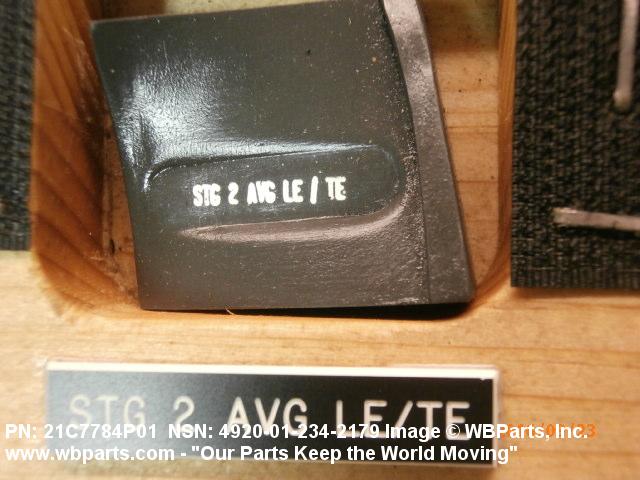 STG 2 AVG LE / TE
STG 2 AVG LE/TE
PN: 21C7784P01 NSN: 4920-01-234-2179 Image © WBParts, Inc.
www.wbparts.com - "Our Parts Keep the World Moving"